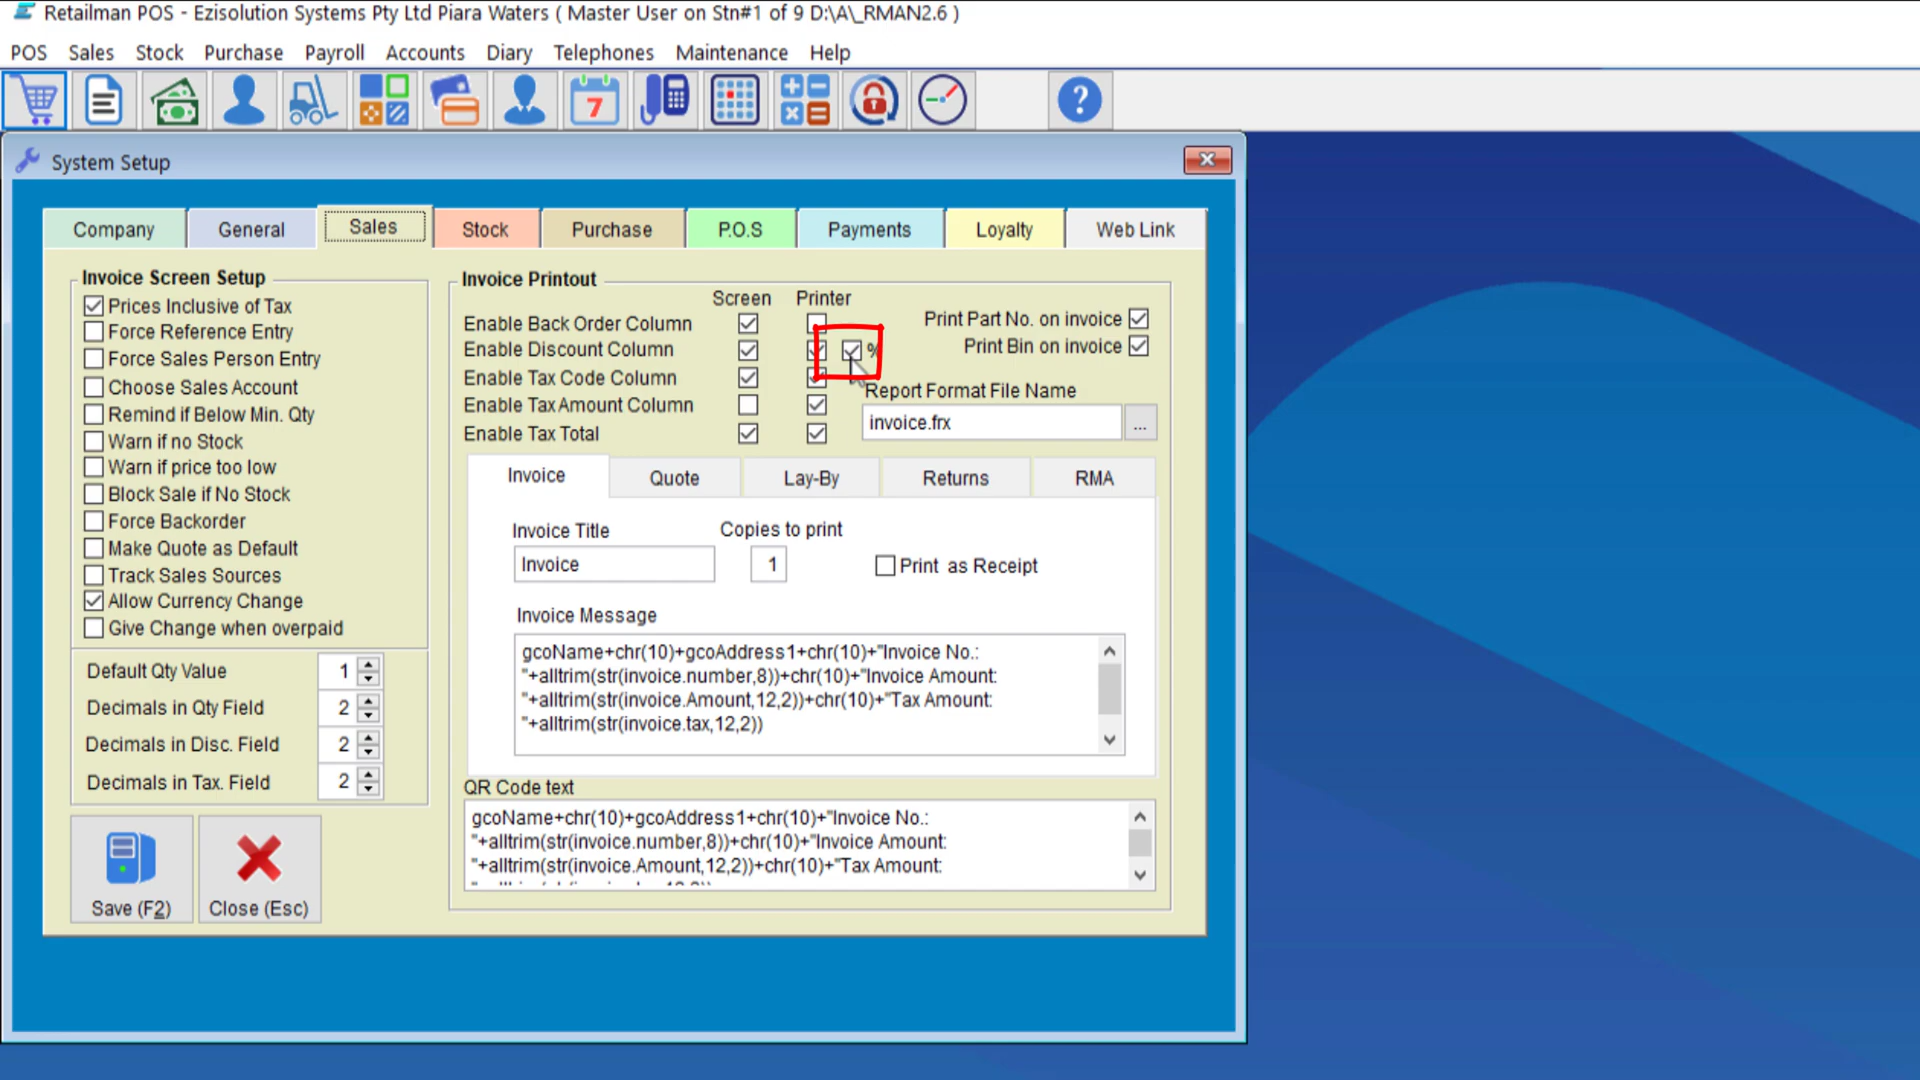 Retailman POS - Ezisolution Systems Pty Ltd Piara Waters ( Master User on Stn#1 of 9 D:\A\_RMAN2.6 )
POS Sales Stock Purchase Payroll Accounts Diary Telephones Maintenance Help
7
?
System Setup
Company General Sales Stock Purchase P.O.S Payments Loyalty Web Link
Invoice Screen Setup
Prices Inclusive of Tax
Force Reference Entry
Force Sales Person Entry
Choose Sales Account
Remind if Below Min. Qty
Warn if no Stock
Warn if price too low
Block Sale if No Stock
Force Backorder
Make Quote as Default
Track Sales Sources
Allow Currency Change
Give Change when overpaid
Default Qty Value 1
Decimals in Qty Field 2
Decimals in Disc. Field 2
Decimals in Tax. Field 2
Save (F2) Close (Esc)
Invoice Printout
Screen Printer
Enable Back Order Column
Enable Discount Column %
Enable Tax Code Column
Enable Tax Amount Column
Enable Tax Total
Print Part No. on invoice
Print Bin on invoice
Report Format File Name
invoice.frx ...
Invoice Quote Lay-By Returns RMA
Invoice Title Copies to print
Invoice 1 Print as Receipt
Invoice Message
gcoName+chr(10)+gcoAddress1+chr(10)+"Invoice No.:
"+alltrim(str(invoice.number,8))+chr(10)+"Invoice Amount:
"+alltrim(str(invoice.Amount,12,2))+chr(10)+"Tax Amount:
"+alltrim(str(invoice.tax,12,2))
QR Code text
gcoName+chr(10)+gcoAddress1+chr(10)+"Invoice No.:
"+alltrim(str(invoice.number,8))+chr(10)+"Invoice Amount:
"+alltrim(str(invoice.Amount,12,2))+chr(10)+"Tax Amount: